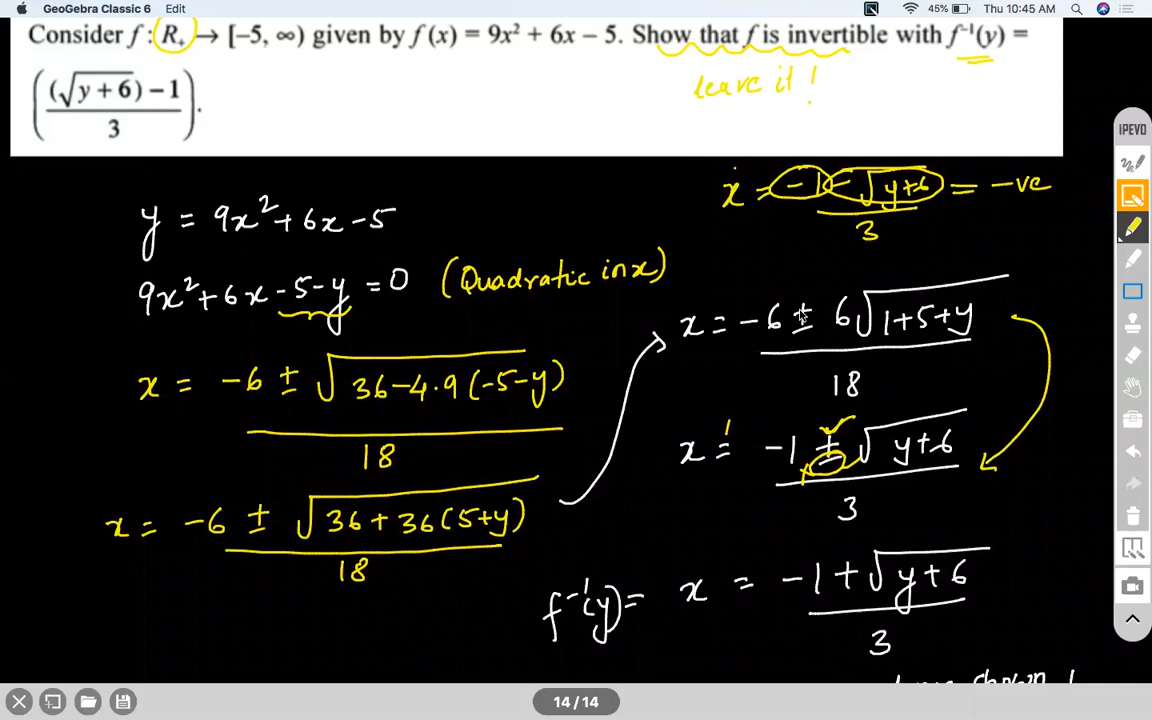 GeoGebra Classic 6 Edit 45% Thu 10:45 AM Akhilesh
Consider f : R₊ → [–5, ∞) given by f (x) = 9x² + 6x – 5. Show that f is invertible with f⁻¹(y) =
((√y + 6) – 1 / 3).
leave it !
IPEVO
x = -1 - √y+6 / 3 = -ve
y = 9x² + 6x - 5
9x² + 6x - 5 - y = 0 (Quadratic in x)
x = -6 ± √36 - 4·9 (-5-y) / 18
x = -6 ± √36 + 36 (5+y) / 18
x = -6 ± 6√1+5+y / 18
x = -1 ± √y+6 / 3
f⁻¹(y) = x = -1 + √y+6 / 3
shown !
14 / 14